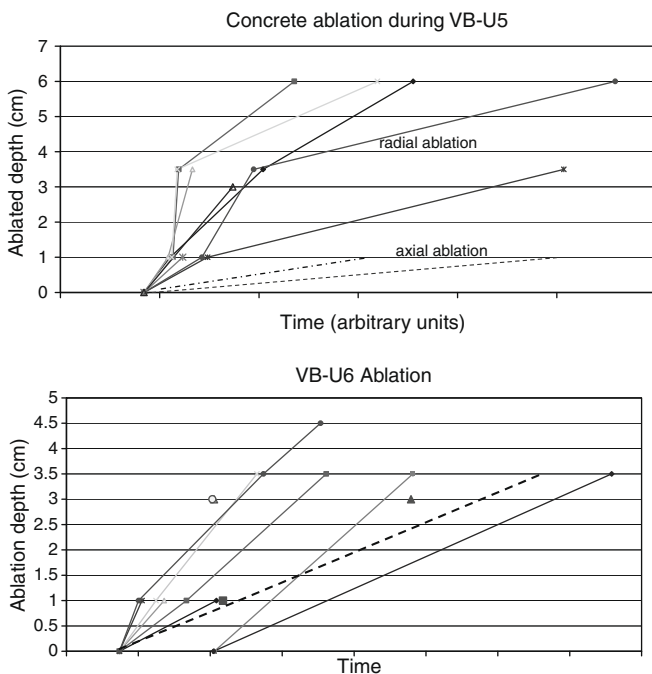 Concrete ablation during VB-U5
Ablated depth (cm)
7
6
5
4
3
2
1
0
radial ablation
axial ablation
Time (arbitrary units)
VB-U6 Ablation
Ablation depth (cm)
5
4.5
4
3.5
3
2.5
2
1.5
1
0.5
0
Time